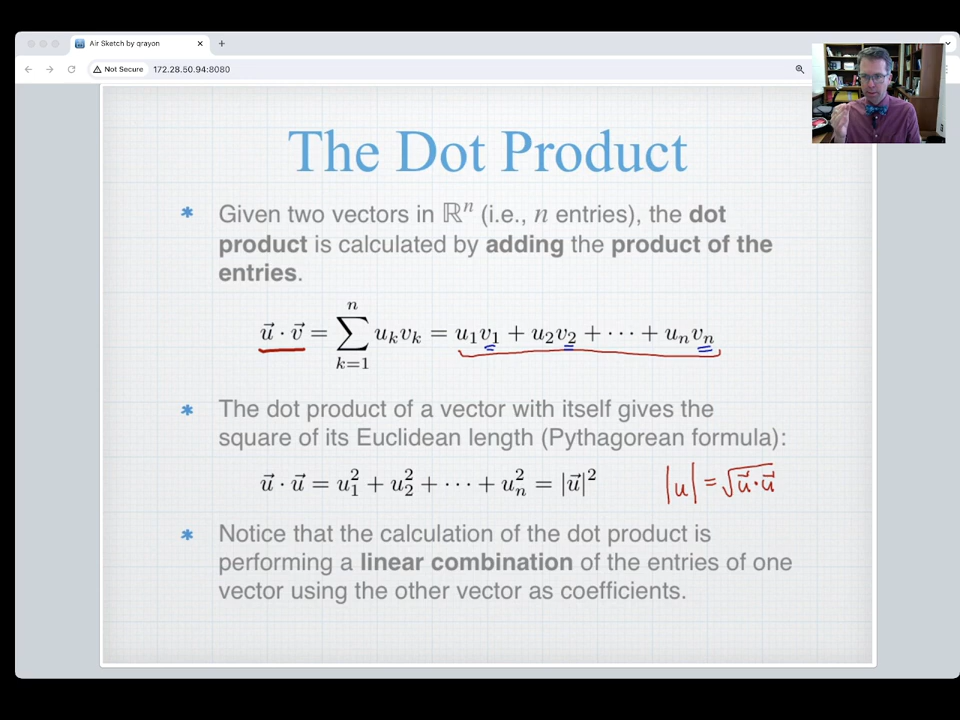 Air Sketch by qrayon
Not Secure
172.28.50.94:8080
The Dot Product
* Given two vectors in ℝⁿ (i.e., n entries), the dot
product is calculated by adding the product of the
entries.
u⃗ · v⃗ = ∑_{k=1}^{n} uₖvₖ = u₁v₁ + u₂v₂ + · · · + uₙvₙ
* The dot product of a vector with itself gives the
square of its Euclidean length (Pythagorean formula):
u⃗ · u⃗ = u₁² + u₂² + · · · + uₙ² = |u⃗|²
|u| = √(u⃗·u⃗)
* Notice that the calculation of the dot product is
performing a linear combination of the entries of one
vector using the other vector as coefficients.